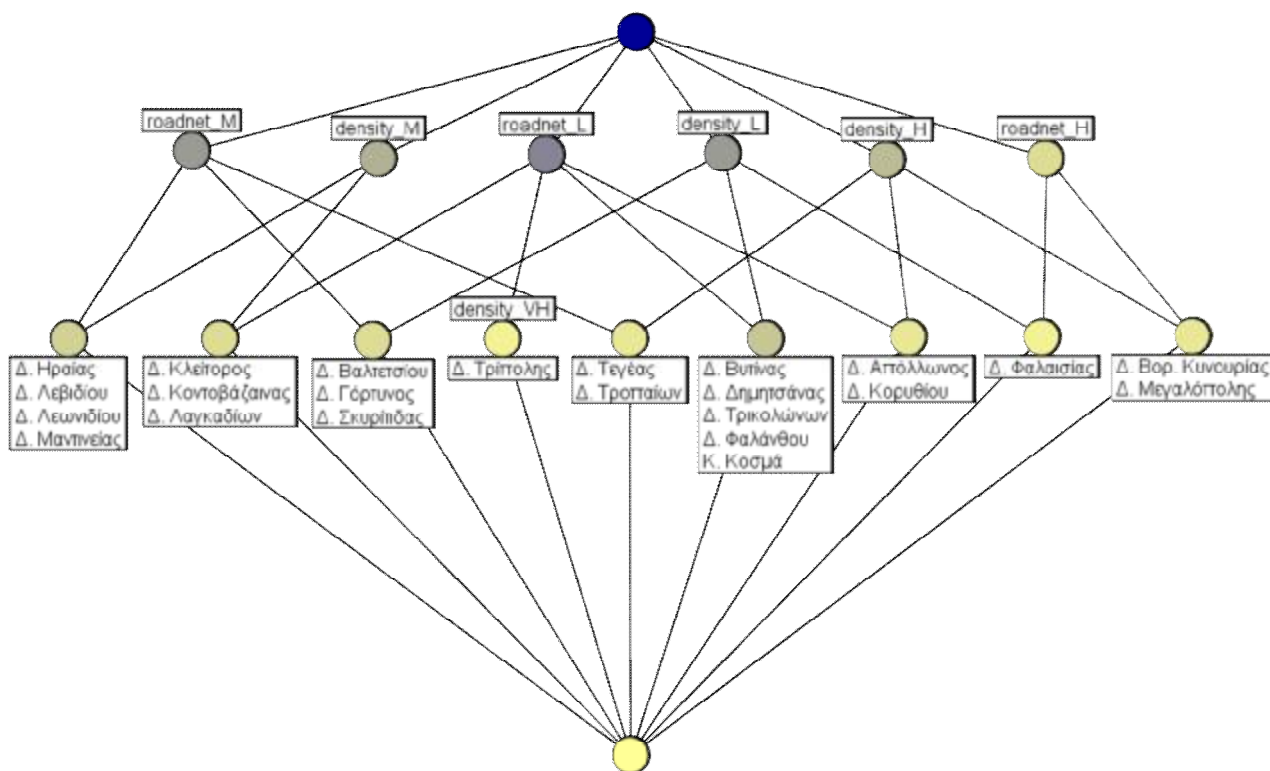 roadnet_M
density_M
roadnet_L
density_L
density_H
roadnet_H
density_VH
Δ. Ηραίας
Δ. Λεβιδίου
Δ. Λεωνιδίου
Δ. Μαντινείας
Δ. Κλείτορος
Δ. Κοντοβάζαινας
Δ. Λαγκαδίων
Δ. Βαλτετσίου
Δ. Γόρτυνος
Δ. Σκυρίτιδας
Δ. Τρίπολης
Δ. Τεγέας
Δ. Τροπαίων
Δ. Βυτίνας
Δ. Δημητσάνας
Δ. Τρικολώνων
Δ. Φαλάνθου
Κ. Κοσμά
Δ. Απόλλωνος
Δ. Κορυθίου
Δ. Φαλαισίας
Δ. Βορ. Κυνουρίας
Δ. Μεγαλόπολης